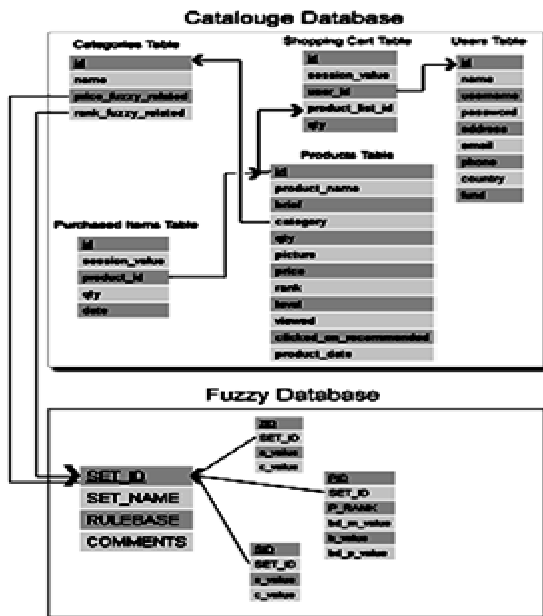 Catalouge Database
Categories Table
id
name
price_fuzzy_related
rank_fuzzy_related
Shopping Cart Table
id
session_value
user_id
product_list_id
qty
Users Table
id
name
username
password
address
email
phone
country
fund
Products Table
id
product_name
brief
category
qty
picture
price
rank
level
viewed
clicked_on_recommended
product_date
Purchased Items Table
id
session_value
product_id
qty
date
Fuzzy Database
SET_ID
SET_NAME
RULEBASE
COMMENTS
SET_ID
c_value
PID
SET_ID
P_RANK
b_value
bd_p_value
SET_ID
c_value